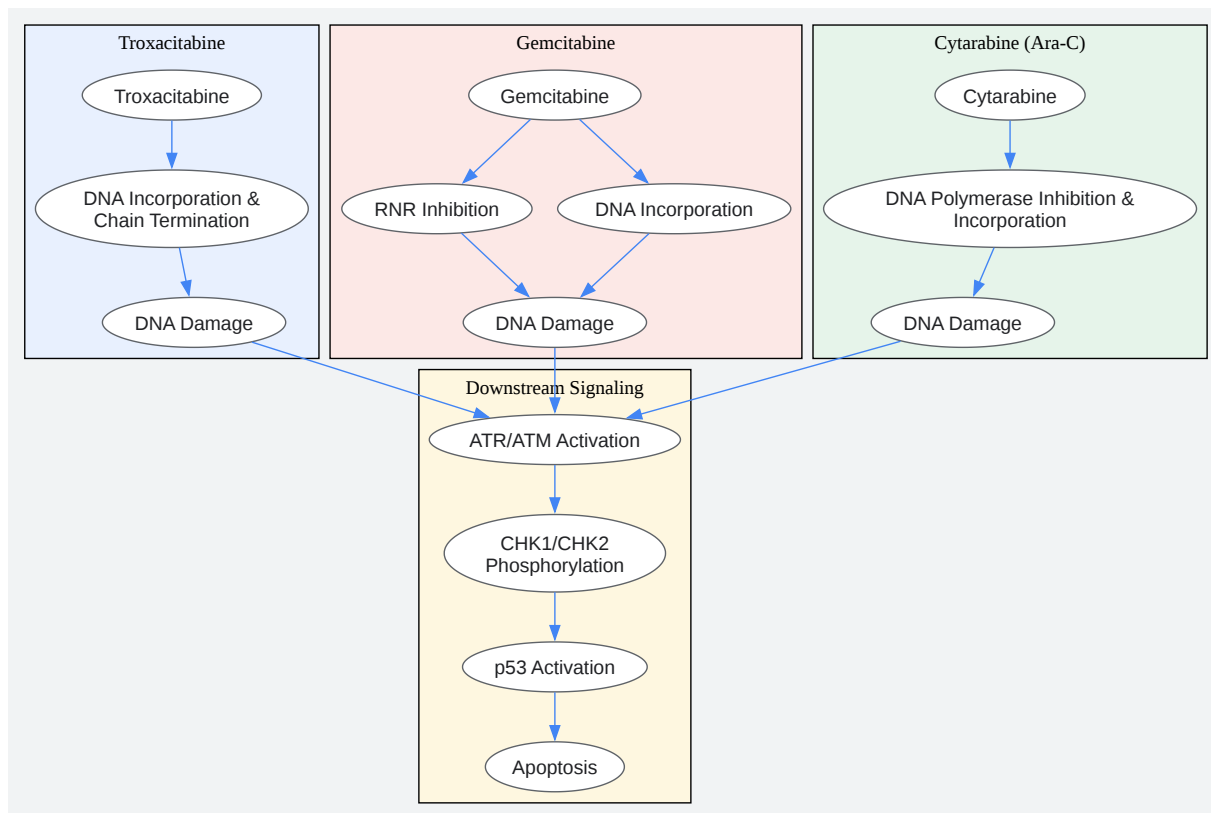 Troxacitabine
Troxacitabine
DNA Incorporation &
Chain Termination
DNA Damage
Gemcitabine
Gemcitabine
RNR Inhibition
DNA Incorporation
DNA Damage
Cytarabine (Ara-C)
Cytarabine
DNA Polymerase Inhibition &
Incorporation
DNA Damage
Downstream Signaling
ATR/ATM Activation
CHK1/CHK2
Phosphorylation
p53 Activation
Apoptosis